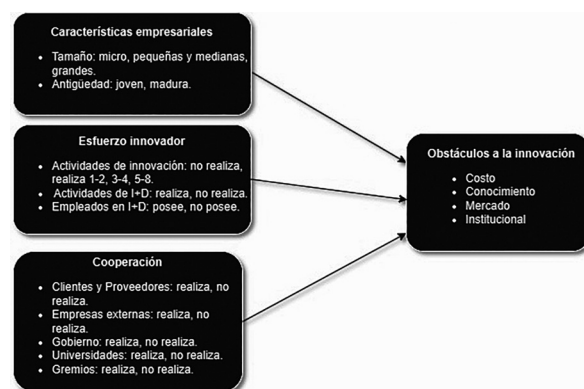 Características empresariales
• Tamaño: micro, pequeñas y medianas,
grandes.
• Antigüedad: joven, madura.
Esfuerzo innovador
• Actividades de innovación: no realiza,
realiza 1-2, 3-4, 5-8.
• Actividades de I+D: realiza, no realiza.
• Empleados en I+D: posee, no posee.
Cooperación
• Clientes y Proveedores: realiza, no
realiza.
• Empresas externas: realiza, no
realiza.
• Gobierno: realiza, no realiza.
• Universidades: realiza, no realiza.
• Gremios: realiza, no realiza.
Obstáculos a la innovación
• Costo
• Conocimiento
• Mercado
• Institucional